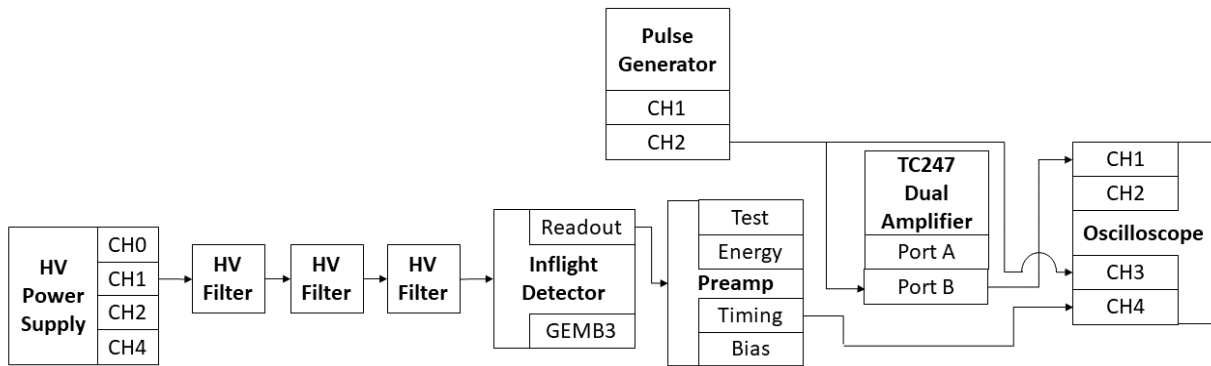 Pulse
Generator
CH1
CH2
TC247
Dual
Amplifier
Port A
Port B
CH1
CH2
Oscilloscope
CH3
CH4
HV
Power
Supply
CH0
CH1
CH2
CH4
HV
Filter
HV
Filter
HV
Filter
Readout
Inflight
Detector
GEMB3
Test
Energy
Preamp
Timing
Bias